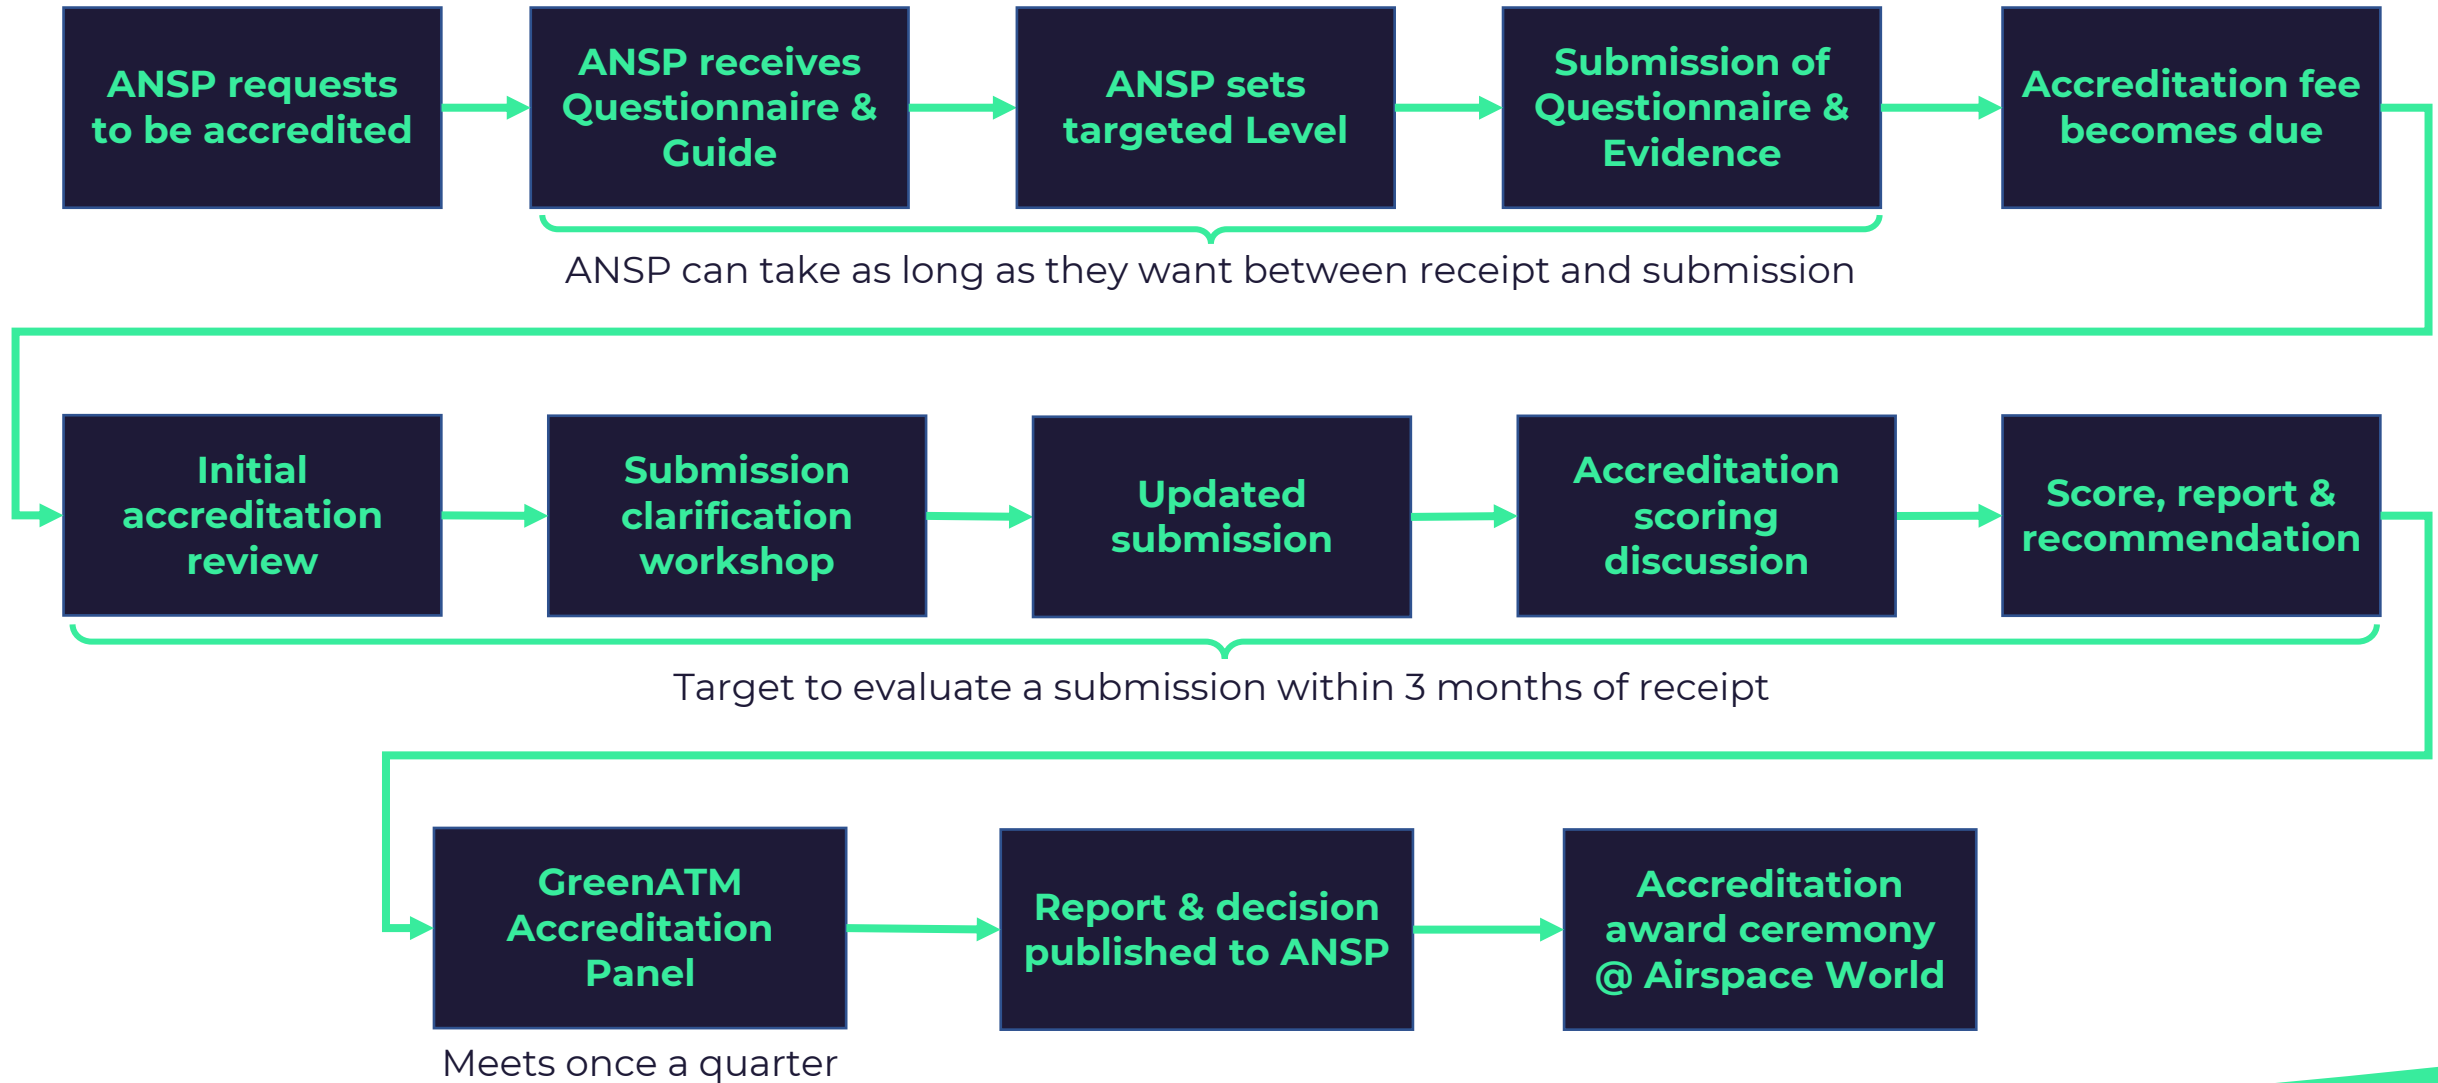 ANSP requests
to be accredited
ANSP receives
Questionnaire &
Guide
ANSP sets
targeted Level
Submission of
Questionnaire &
Evidence
Accreditation fee
becomes due
ANSP can take as long as they want between receipt and submission
Initial
accreditation
review
Submission
clarification
workshop
Updated
submission
Accreditation
scoring
discussion
Score, report &
recommendation
Target to evaluate a submission within 3 months of receipt
GreenATM
Accreditation
Panel
Report & decision
published to ANSP
Accreditation
award ceremony
@ Airspace World
Meets once a quarter